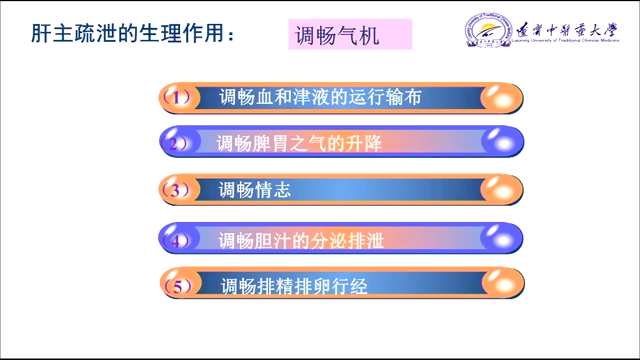 肝主疏泄的生理作用：
调畅气机
辽宁中医药大学
Liaoning University of Traditional Chinese Medicine
(1) 调畅血和津液的运行输布
(2) 调畅脾胃之气的升降
(3) 调畅情志
(4) 调畅胆汁的分泌排泄
(5) 调畅排精排卵行经